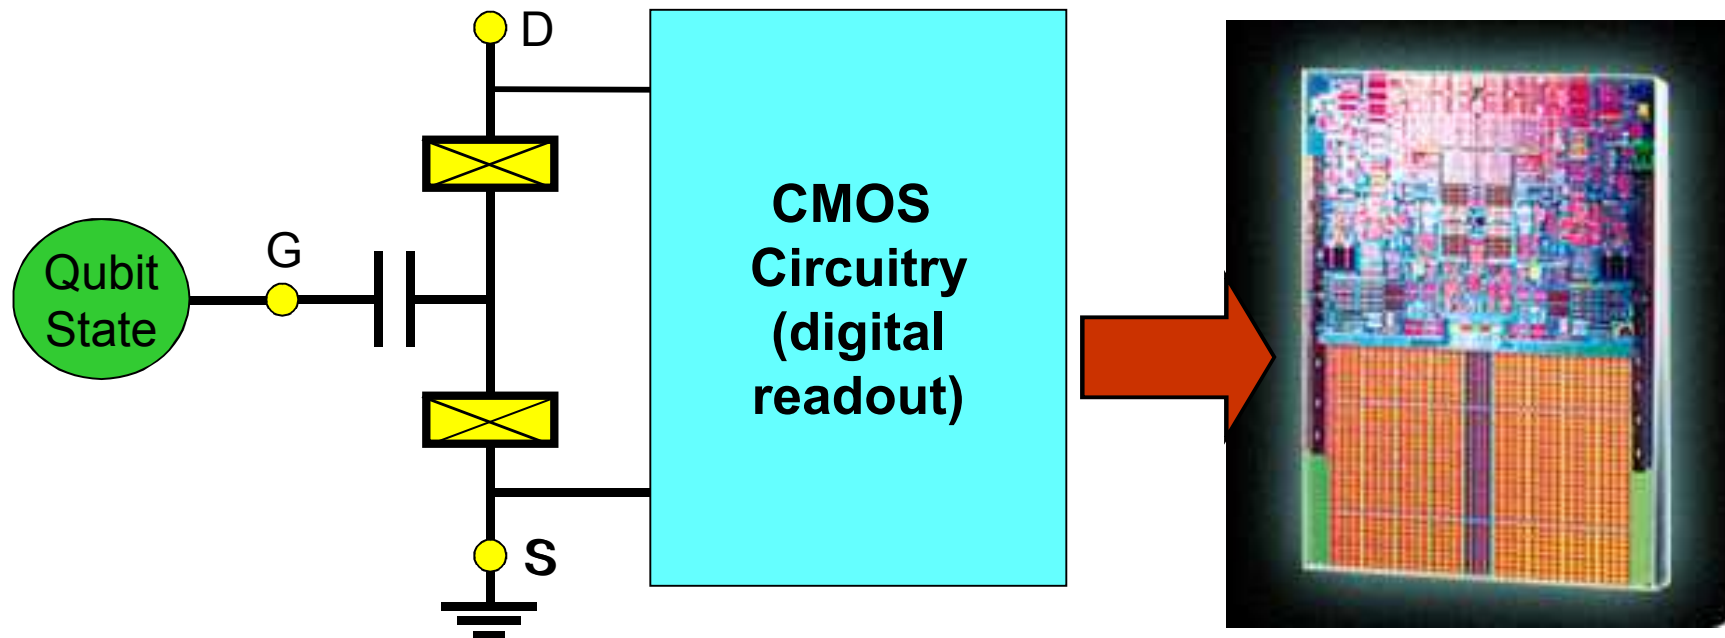 D
G
Qubit
State
CMOS
Circuitry
(digital
readout)
S